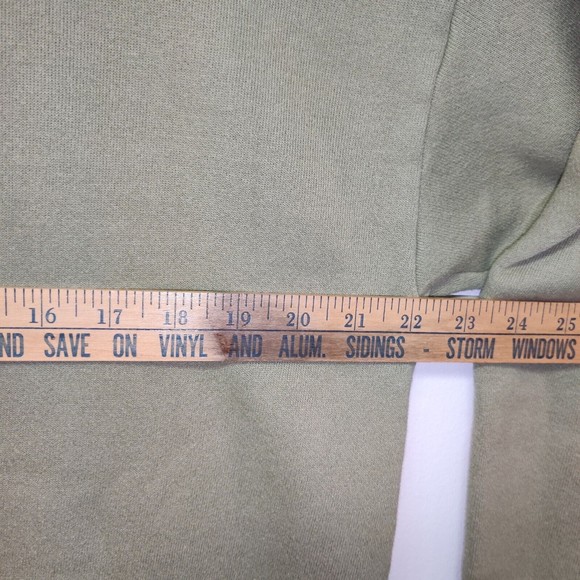 16 17 18 19 20 21 22 23 24 25
ND SAVE ON VINYL AND ALUM. SIDINGS - STORM WINDOWS